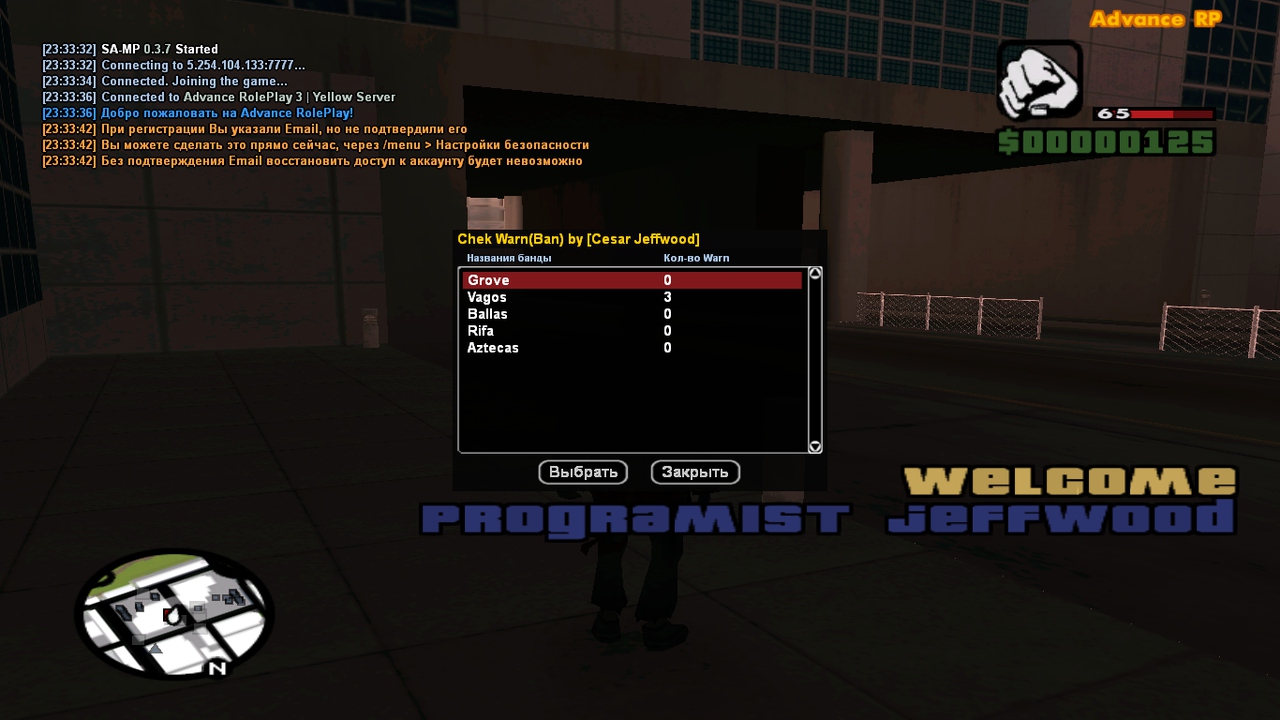 Advance RP
[23:33:32] SA-MP 0.3.7 Started
[23:33:32] Connecting to 5.254.104.133:7777...
[23:33:34] Connected. Joining the game...
[23:33:36] Connected to Advance RolePlay 3 | Yellow Server
[23:33:36] Добро пожаловать на Advance RolePlay!
[23:33:42] При регистрации Вы указали Email, но не подтвердили его
[23:33:42] Вы можете сделать это прямо сейчас, через /menu > Настройки безопасности
[23:33:42] Без подтверждения Email восстановить доступ к аккаунту будет невозможно
65
$00000125
Chek Warn(Ban) by [Cesar Jeffwood]
Названия банды Кол-во Warn
Grove 0
Vagos 3
Ballas 0
Rifa 0
Aztecas 0
Выбрать Закрыть
Welcome
Programist Jeffwood
N